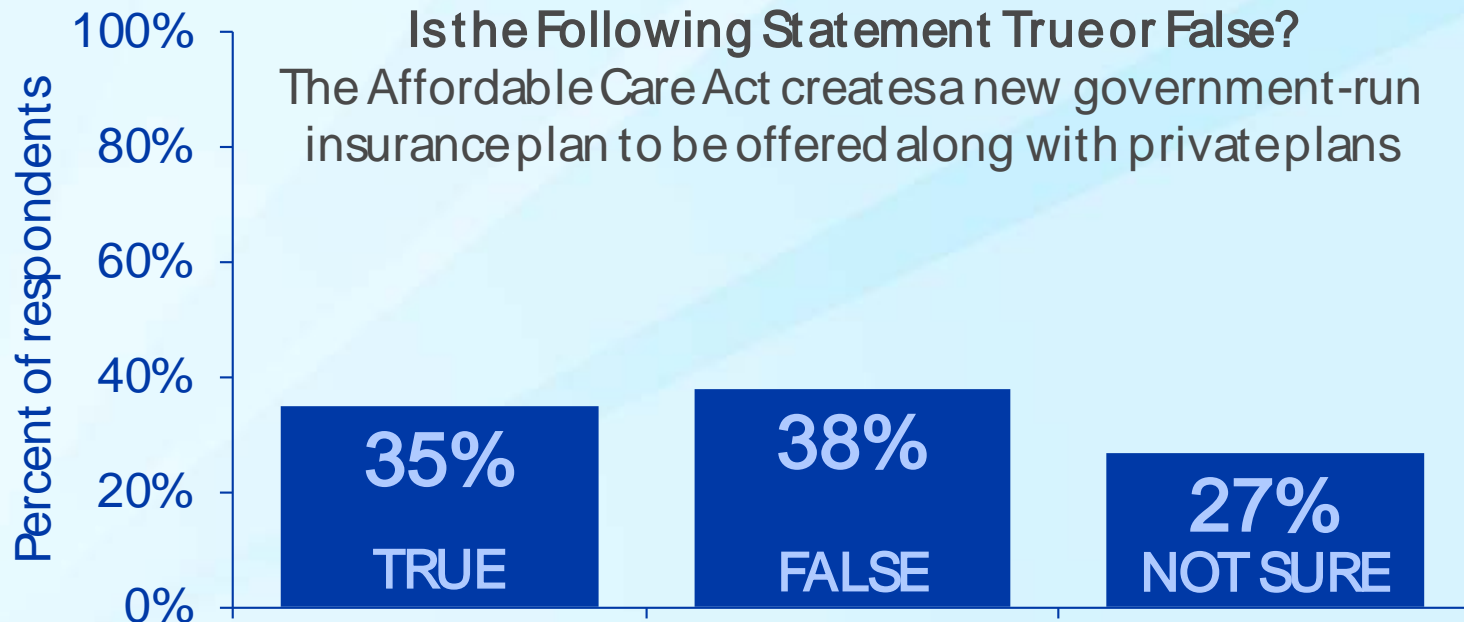 Is the Following Statement True or False?
The Affordable Care Act creates a new government-run
insurance plan to be offered along with private plans
Percent of respondents
100%
80%
60%
40%
20%
0%
35%
TRUE
38%
FALSE
27%
NOT SURE